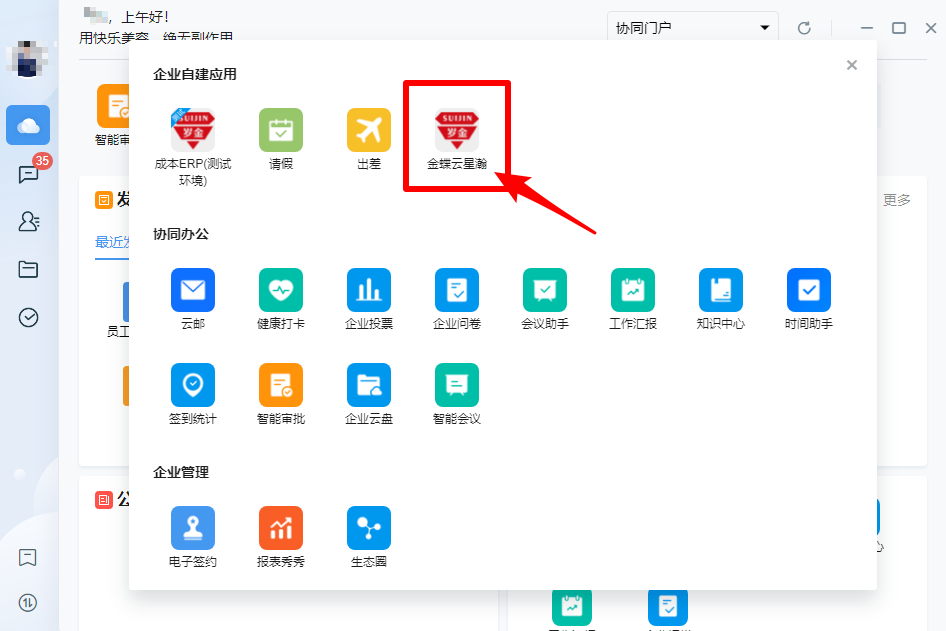 ，上午好！
用快乐美容，绝无副作用
协同门户
35
智能审
发
更多
最近发
员工
公
企业自建应用
SUIJIN
岁金
SUIJIN
岁金
成本ERP(测试
环境)
请假
出差
金蝶云星瀚
协同办公
云邮
健康打卡
企业投票
企业问卷
会议助手
工作汇报
知识中心
时间助手
签到统计
智能审批
企业云盘
智能会议
企业管理
电子签约
报表秀秀
生态圈
心